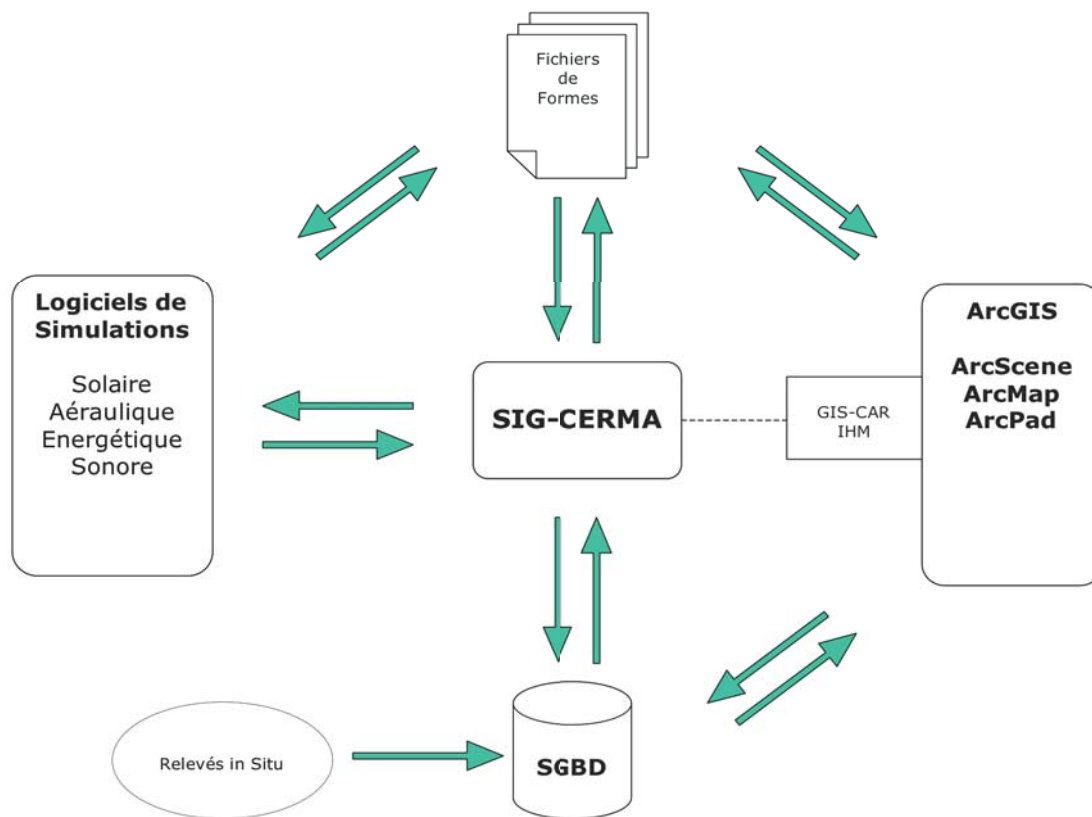 Fichiers
de
Formes
Logiciels de
Simulations
Solaire
Aéraulique
Energétique
Sonore
SIG-CERMA
GIS-CAR
IHM
ArcGIS
ArcScene
ArcMap
ArcPad
Relevés in Situ
SGBD